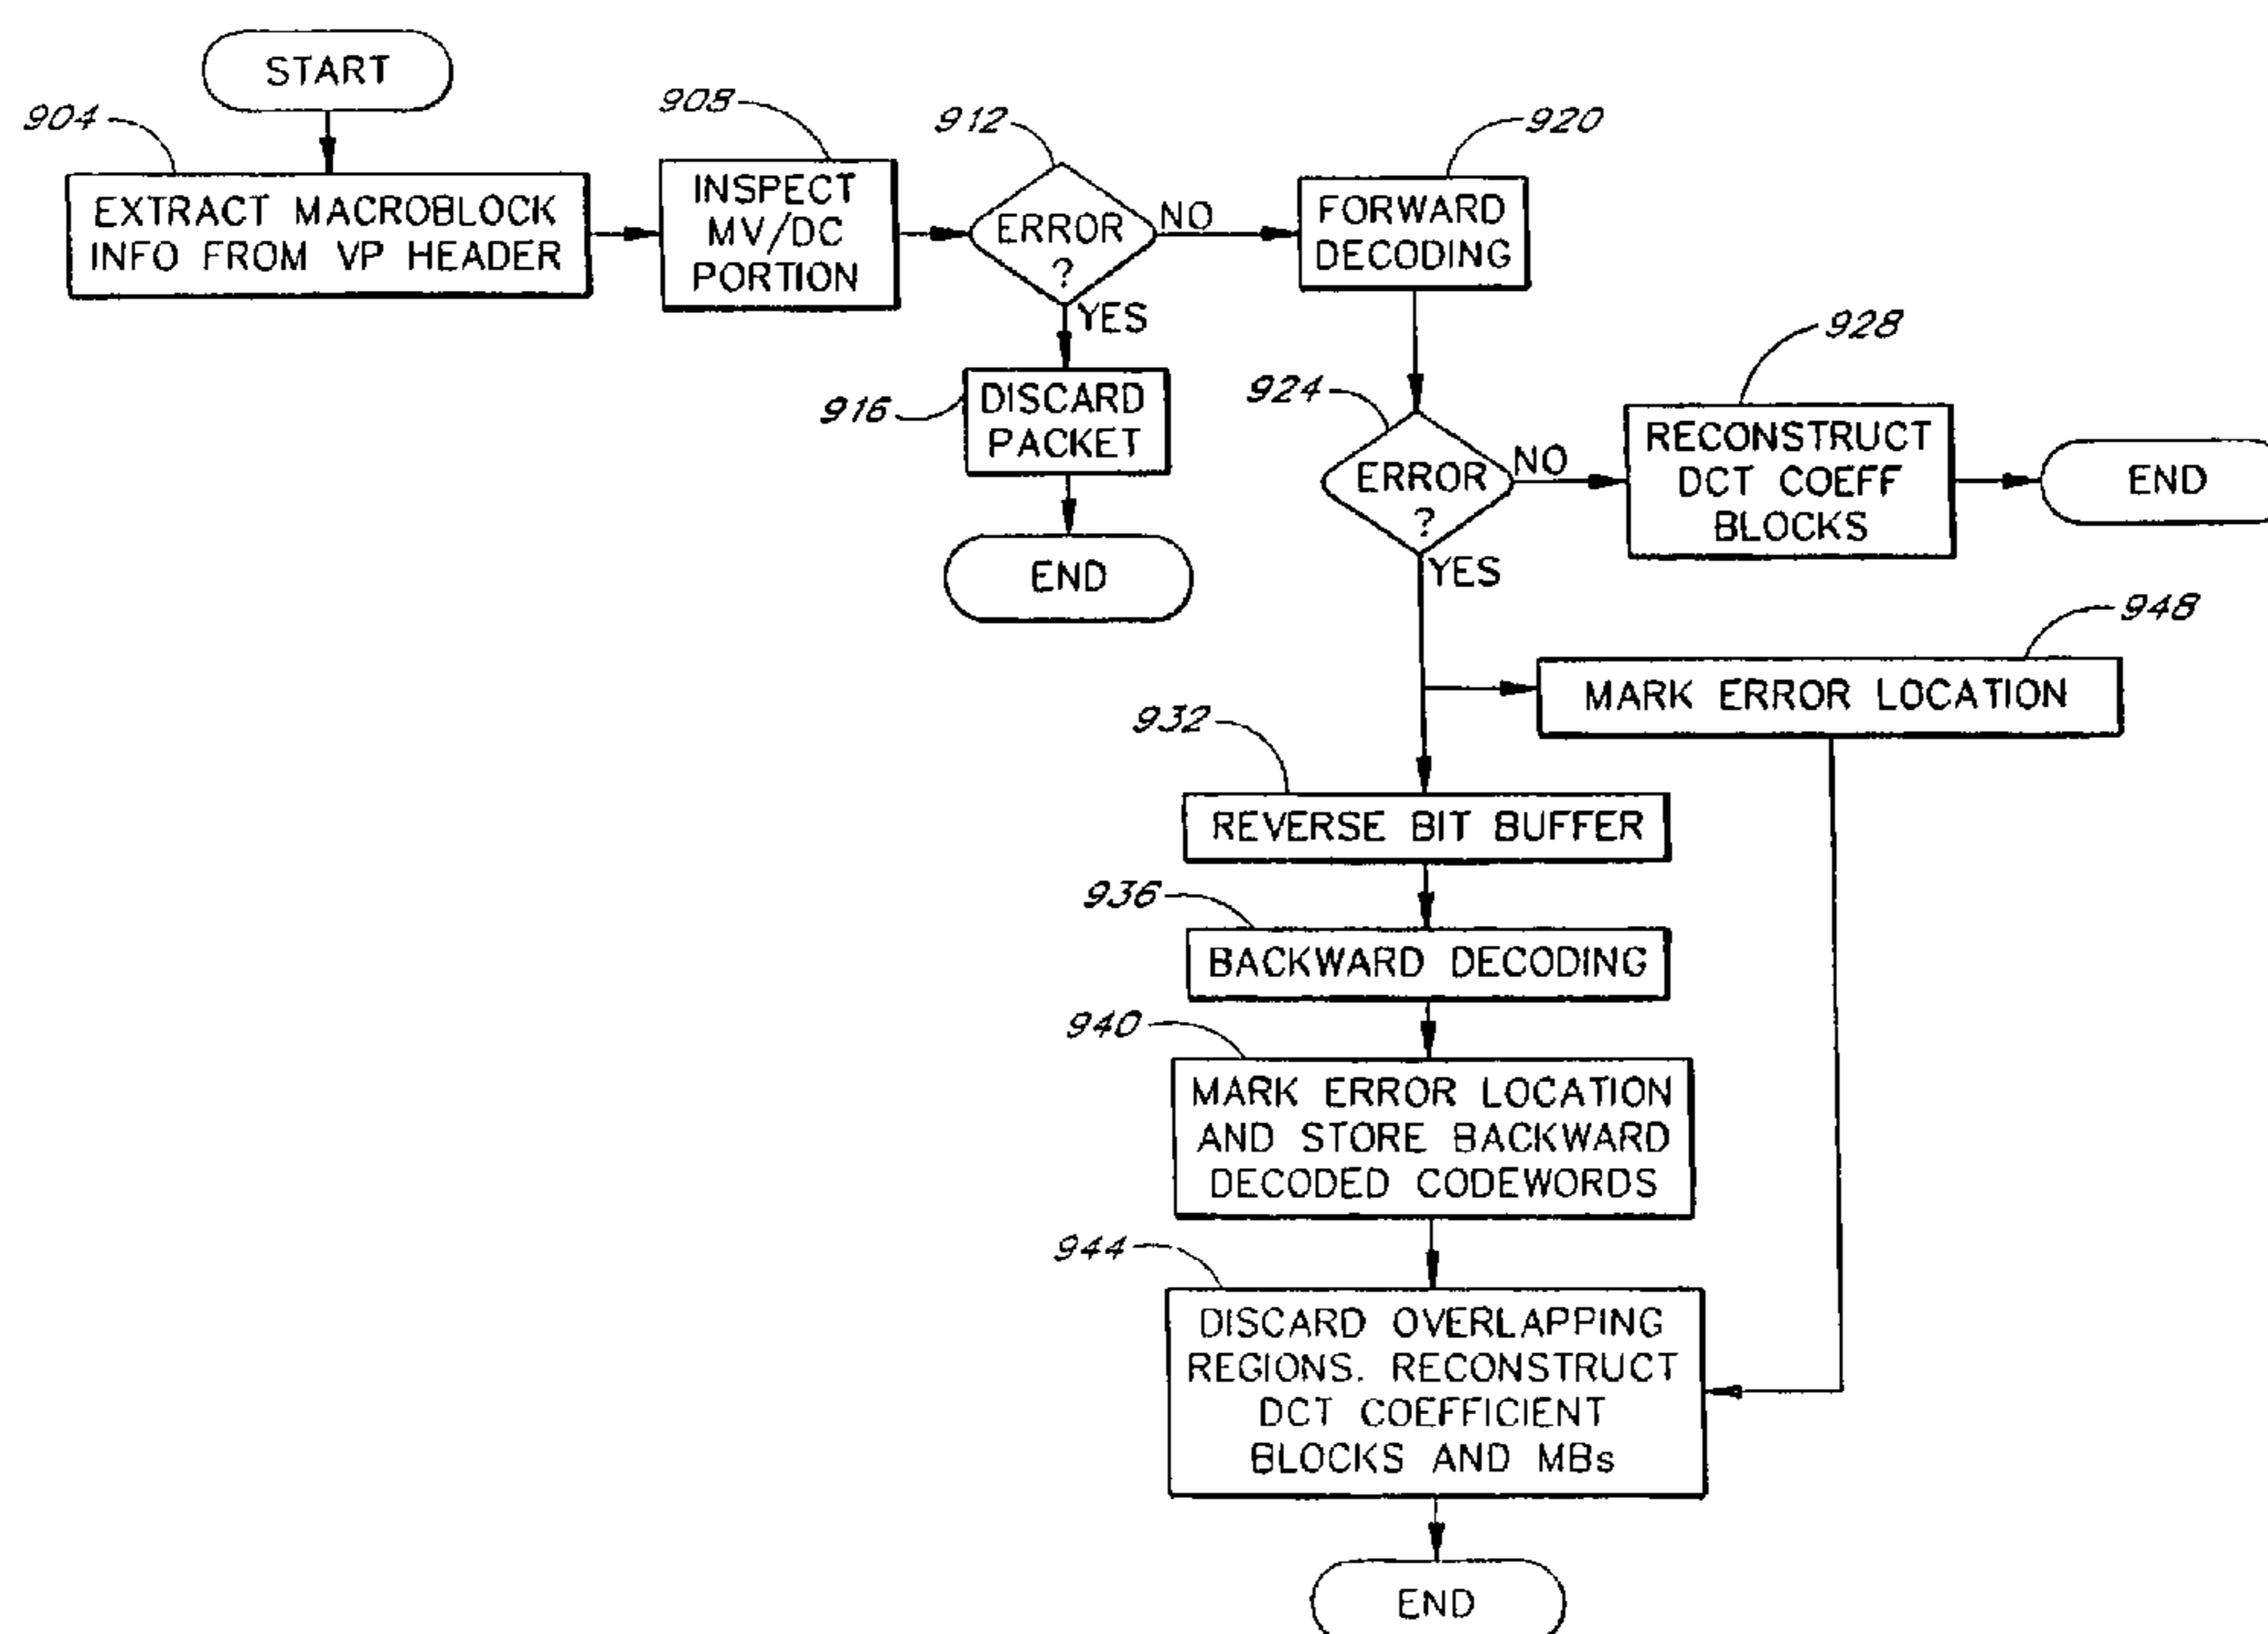 START
904
EXTRACT MACROBLOCK
INFO FROM VP HEADER
908
INSPECT
MV/DC
PORTION
912
ERROR
?
NO
YES
916
DISCARD
PACKET
END
920
FORWARD
DECODING
924
ERROR
?
NO
YES
928
RECONSTRUCT
DCT COEFF
BLOCKS
END
948
MARK ERROR LOCATION
932
REVERSE BIT BUFFER
936
BACKWARD DECODING
940
MARK ERROR LOCATION
AND STORE BACKWARD
DECODED CODEWORDS
944
DISCARD OVERLAPPING
REGIONS. RECONSTRUCT
DCT COEFFICIENT
BLOCKS AND MBs
END